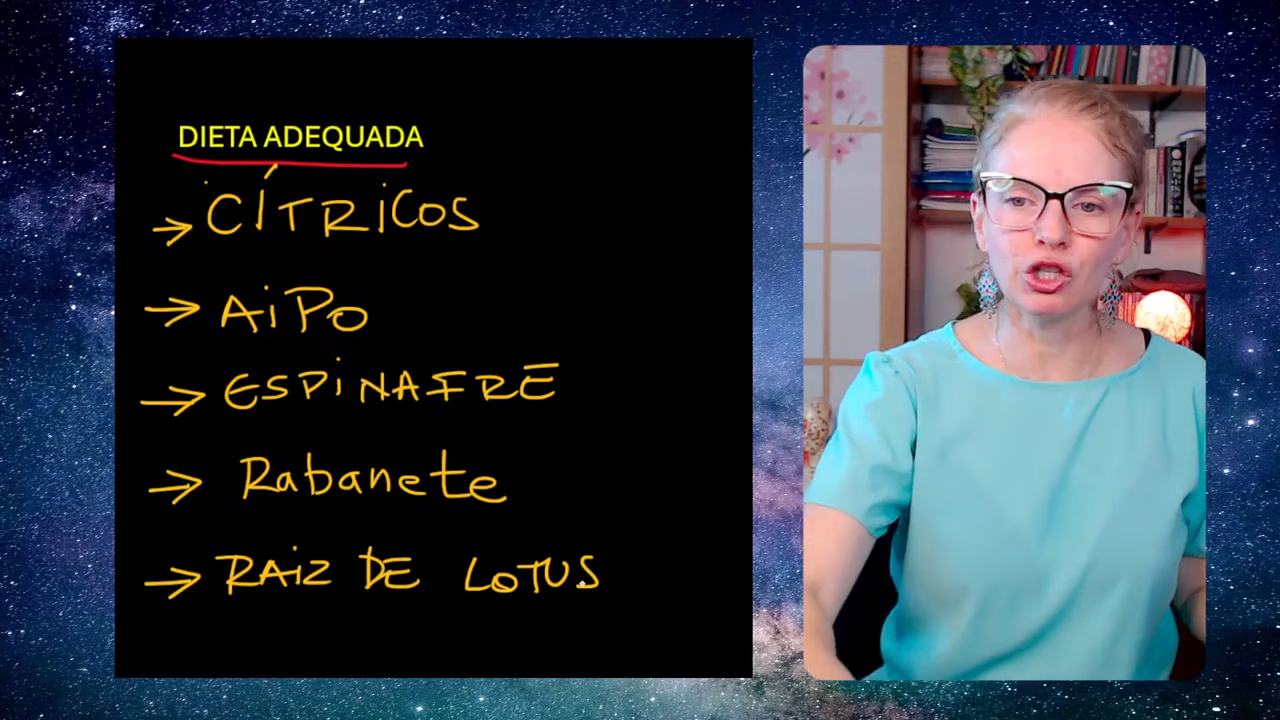 DIETA ADEQUADA
→ CÍTRICOS
→ AiPO
→ ESPiNAFRE
→ Rabanete
→ RAiz DE LOTUS